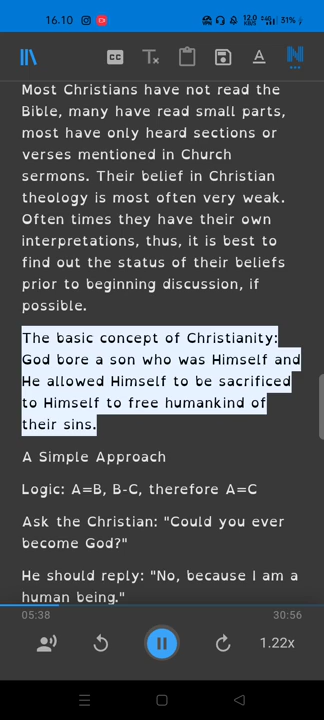 16.10
12.0
KB/s
31%
CC
A
N
Most Christians have not read the
Bible, many have read small parts,
most have only heard sections or
verses mentioned in Church
sermons. Their belief in Christian
theology is most often very weak.
Often times they have their own
interpretations, thus, it is best to
find out the status of their beliefs
prior to beginning discussion, if
possible.
The basic concept of Christianity:
God bore a son who was Himself and
He allowed Himself to be sacrificed
to Himself to free humankind of
their sins.
A Simple Approach
Logic: A=B, B-C, therefore A=C
Ask the Christian: "Could you ever
become God?"
He should reply: "No, because I am a
human being."
05:38
30:56
1.22x